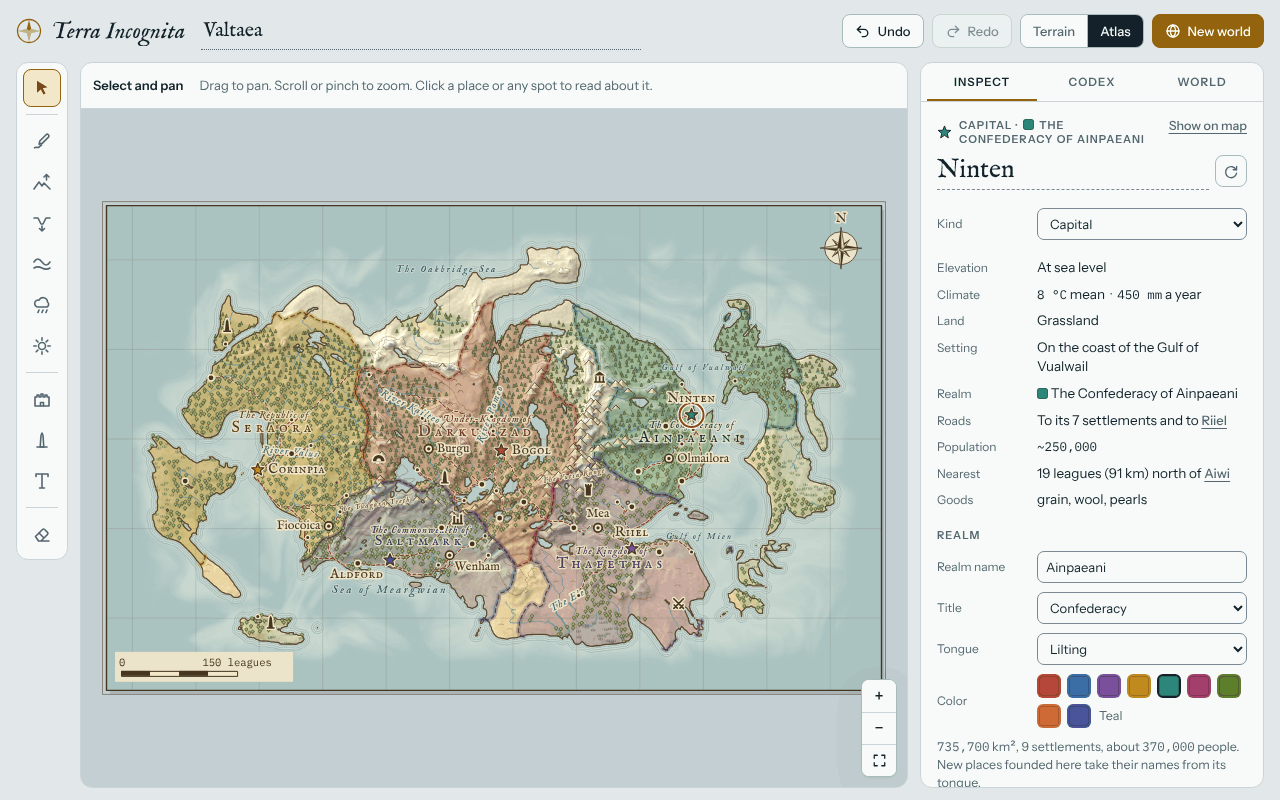 Terra Incognita
Valtaea
Undo
Redo
Terrain
Atlas
New world
Select and pan
Drag to pan. Scroll or pinch to zoom. Click a place or any spot to read about it.
INSPECT
CODEX
WORLD
CAPITAL · THE
CONFEDERACY OF AINPAEANI
Show on map
Ninten
Kind
Capital
Elevation
At sea level
Climate
8 °C mean · 450 mm a year
Land
Grassland
Setting
On the coast of the Gulf of
Vualwail
Realm
The Confederacy of Ainpaeani
Roads
To its 7 settlements and to Riiel
Population
~250,000
Nearest
19 leagues (91 km) north of Aiwi
Goods
grain, wool, pearls
REALM
Realm name
Ainpaeani
Title
Confederacy
Tongue
Lilting
Color
Teal
735,700 km², 9 settlements, about 370,000 people.
New places founded here take their names from its
tongue.
N
The Oakbridge Sea
Gulf of Vualwail
NINTEN
The Confederacy of
AINPAEANI
Olmailora
The Republic of
SERAORA
CORINPIA
Burgu
BOGOL
Fiocoica
The Commonwealth of
SALTMARK
Mea
RIIEL
Gulf of Mien
The Kingdom of
THAFETHAS
ALDFORD
Wenham
Sea of Meargwian
0
150 leagues
+
−